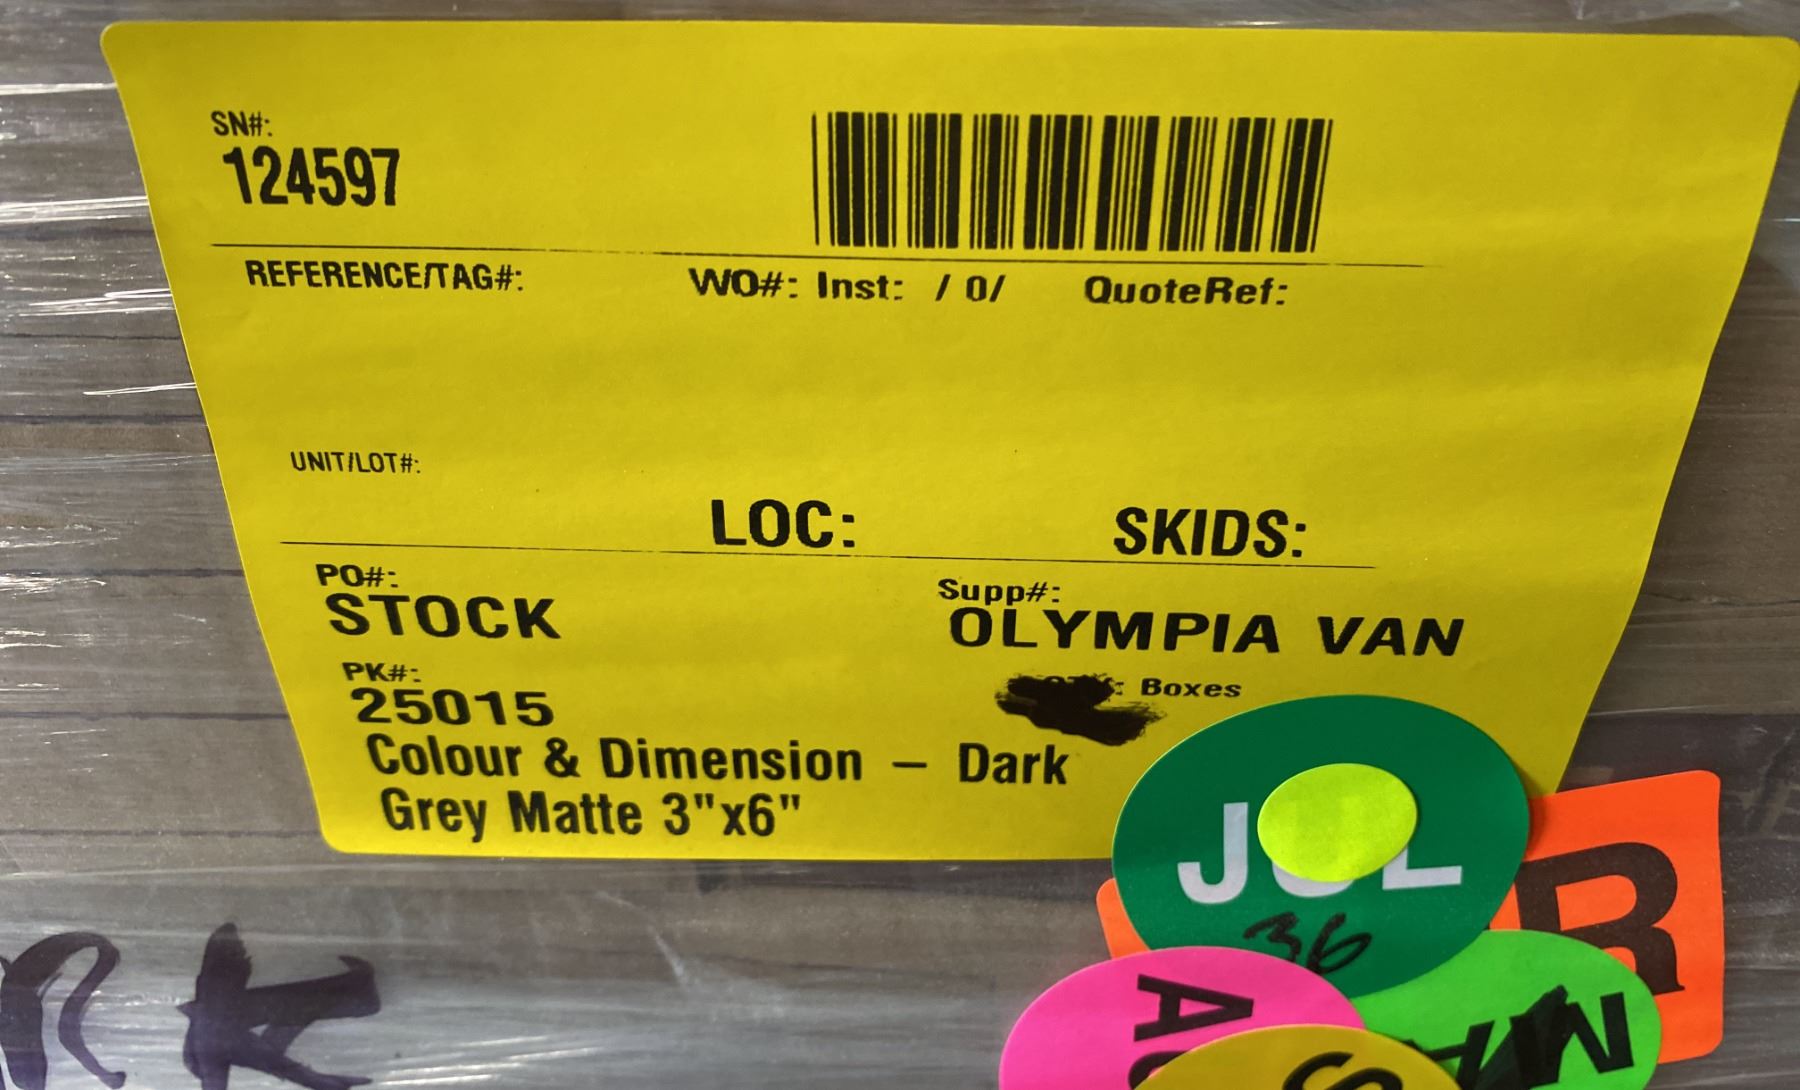 SN#:
124597
REFERENCE/TAG#: WO#: Inst: / 0/ QuoteRef:
UNIT/LOT#:
LOC: SKIDS:
PO#: Supp#:
STOCK OLYMPIA VAN
PK#: : Boxes
25015
Colour & Dimension – Dark
Grey Matte 3"x6"
JUL
36
R